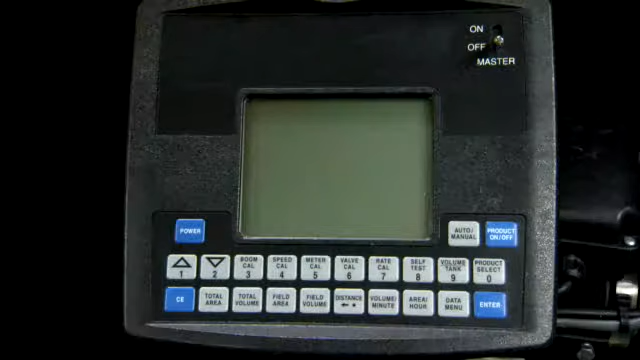 ON
OFF
MASTER
POWER
AUTO/
MANUAL
PRODUCT
ON/OFF
1
2
BOOM
CAL
3
SPEED
CAL
4
METER
CAL
5
VALVE
CAL
6
RATE
CAL
7
SELF
TEST
8
VOLUME
TANK
9
PRODUCT
SELECT
0
CE
TOTAL
AREA
TOTAL
VOLUME
FIELD
AREA
FIELD
VOLUME
DISTANCE
VOLUME/
MINUTE
AREA/
HOUR
DATA
MENU
ENTER